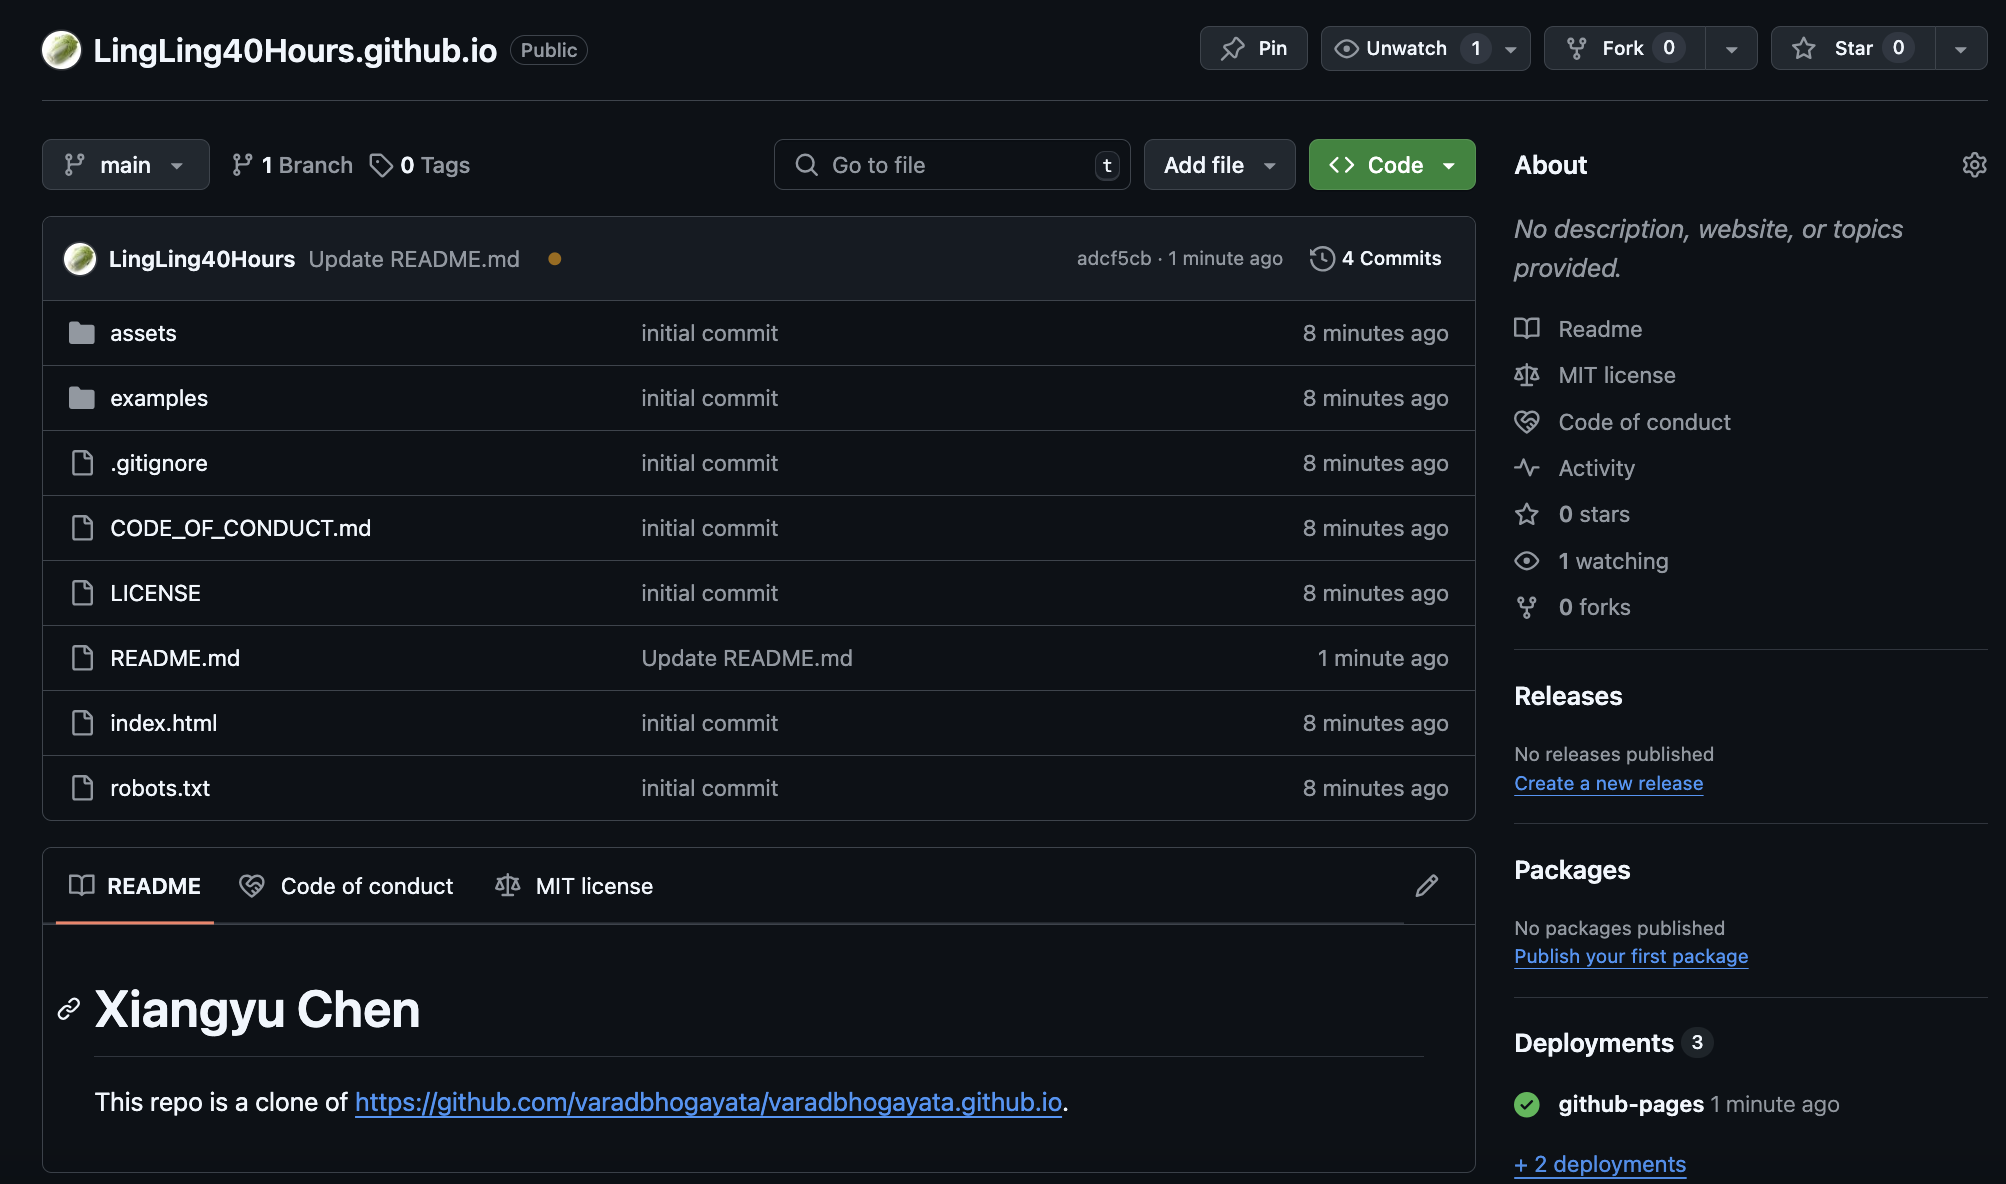 LingLing40Hours.github.io Public Pin Unwatch 1 Fork 0 Star 0
main 1 Branch 0 Tags Go to file t Add file Code
LingLing40Hours Update README.md adcf5cb · 1 minute ago 4 Commits
assets initial commit 8 minutes ago
examples initial commit 8 minutes ago
.gitignore initial commit 8 minutes ago
CODE_OF_CONDUCT.md initial commit 8 minutes ago
LICENSE initial commit 8 minutes ago
README.md Update README.md 1 minute ago
index.html initial commit 8 minutes ago
robots.txt initial commit 8 minutes ago
README Code of conduct MIT license
Xiangyu Chen
This repo is a clone of https://github.com/varadbhogayata/varadbhogayata.github.io.
About
No description, website, or topics
provided.
Readme
MIT license
Code of conduct
Activity
0 stars
1 watching
0 forks
Releases
No releases published
Create a new release
Packages
No packages published
Publish your first package
Deployments 3
github-pages 1 minute ago
+ 2 deployments